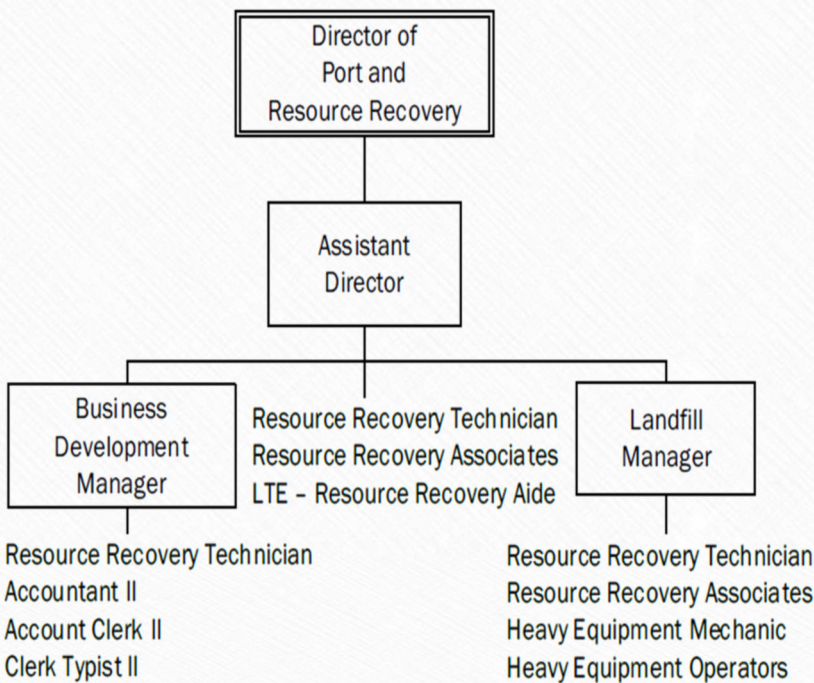 Director of
Port and
Resource Recovery
Assistant
Director
Business
Development
Manager
Resource Recovery Technician
Resource Recovery Associates
LTE – Resource Recovery Aide
Landfill
Manager
Resource Recovery Technician
Accountant II
Account Clerk II
Clerk Typist II
Resource Recovery Technician
Resource Recovery Associates
Heavy Equipment Mechanic
Heavy Equipment Operators